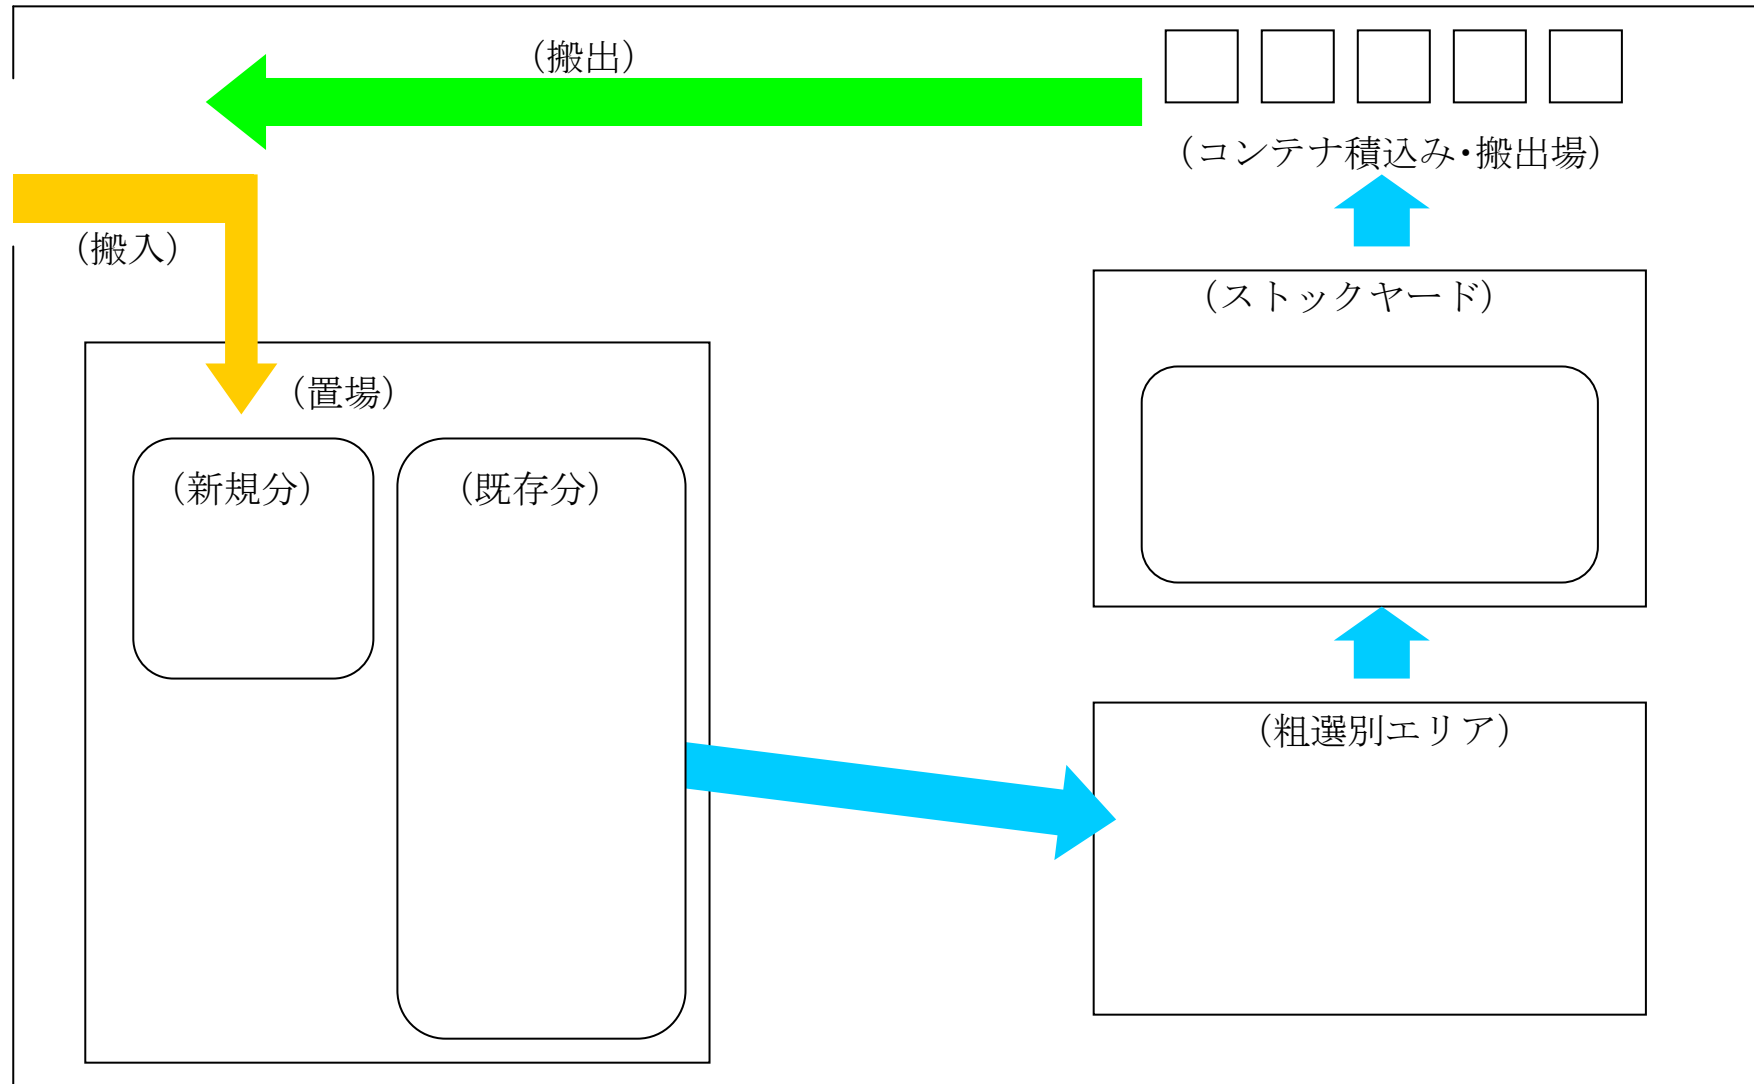 （搬出）
（コンテナ積込み・搬出場）
（搬入）
（ストックヤード）
（置場）
（新規分）
（既存分）
（粗選別エリア）